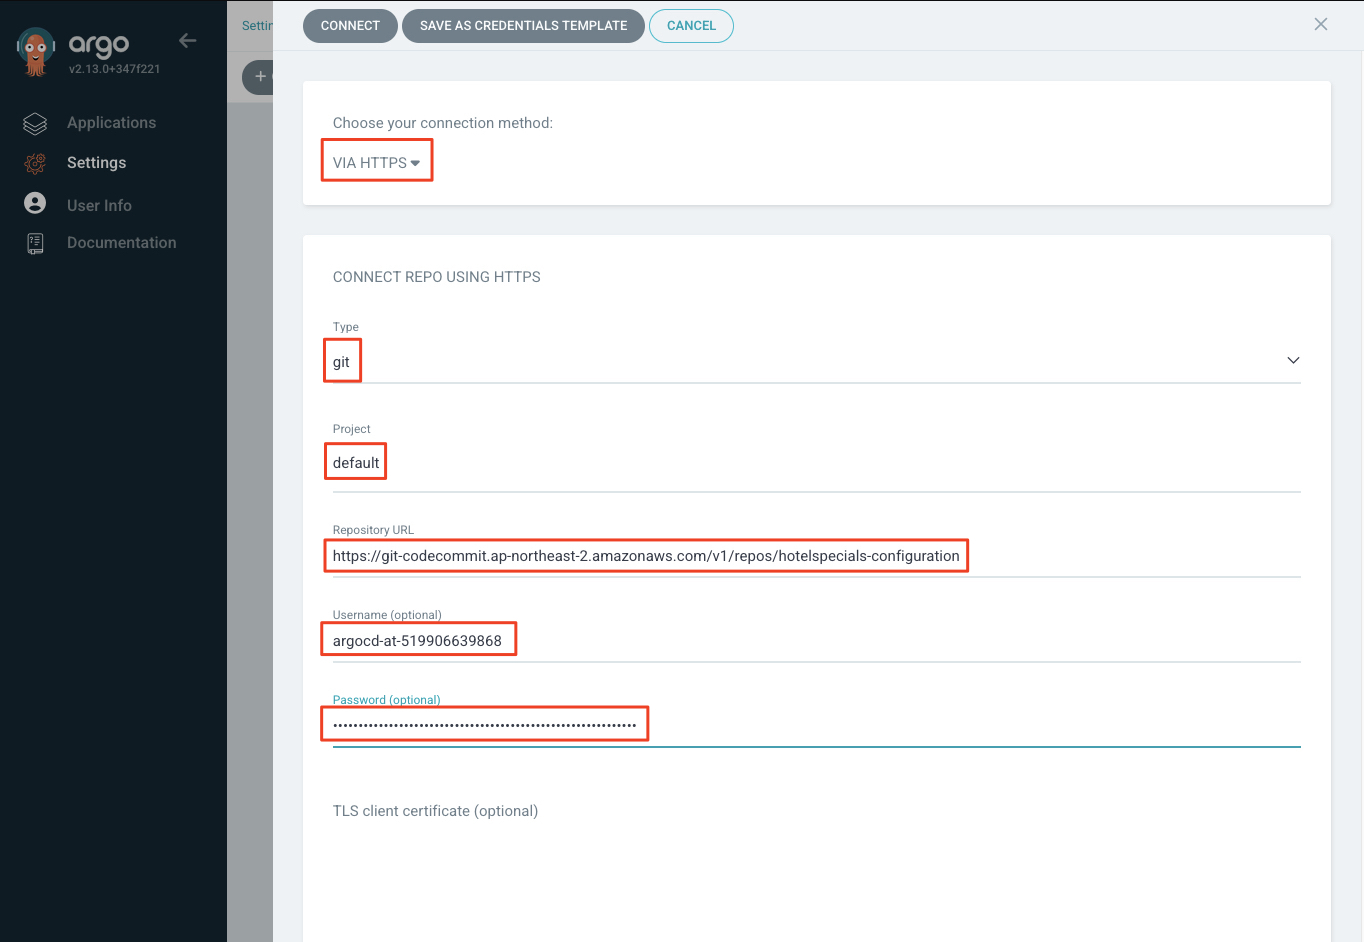 argo
v2.13.0+347f221
Applications
Settings
User Info
Documentation
Settin
+
CONNECT
SAVE AS CREDENTIALS TEMPLATE
CANCEL
Choose your connection method:
VIA HTTPS
CONNECT REPO USING HTTPS
Type
git
Project
default
Repository URL
https://git-codecommit.ap-northeast-2.amazonaws.com/v1/repos/hotelspecials-configuration
Username (optional)
argocd-at-519906639868
Password (optional)
TLS client certificate (optional)